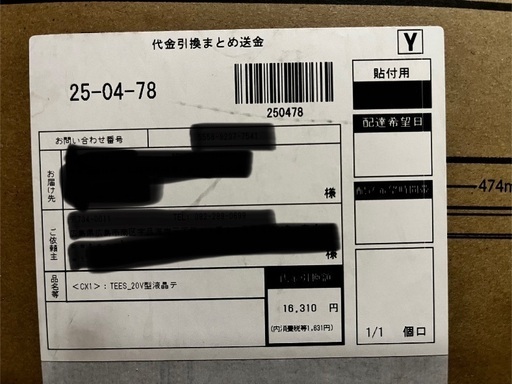 代金引換まとめ送金
Y
25-04-78
250478
貼付用
配達希望日
お問い合わせ番号
お届け先
様
474m
ご依頼主
様
品名等
<CX1>:TEES_20V型液晶テ
16,310 円
(内消費税等1,631円)
1/1 個口